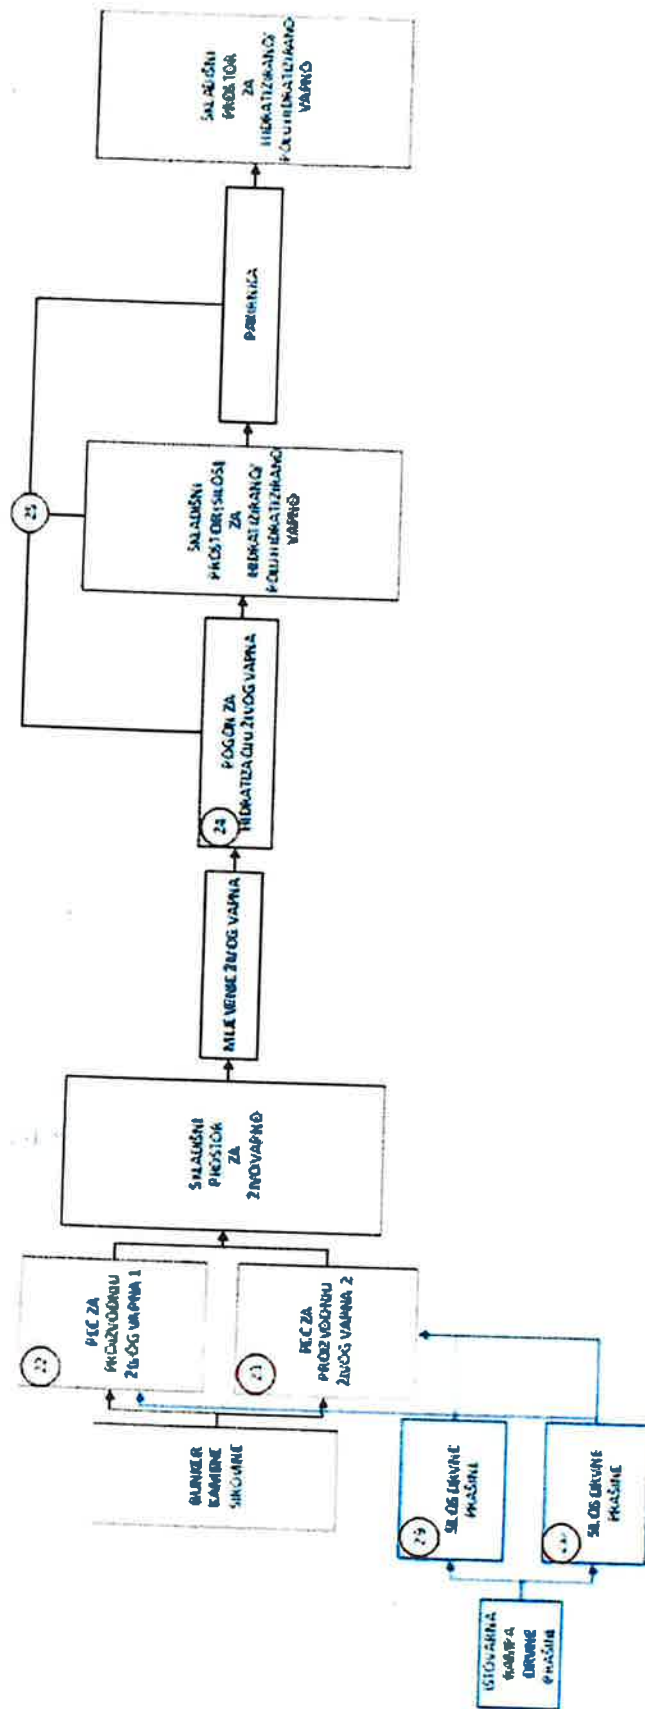 ISTOVARNA
RAMPA
DRVNE
PRAŠINE
29
SILOS DRVNE
PRAŠINE
SILOS DRVNE
PRAŠINE
BUNKER
KAMENE
SIROVINE
22
PEĆ ZA
PROIZVODNJU
ŽIVOG VAPNA 1
23
PEĆ ZA
PROIZVODNJU
ŽIVOG VAPNA 2
SKLADIŠNI
PROSTOR
ZA
ŽIVO VAPNO
MLJEVENJE ŽIVOG VAPNA
24
POGON ZA
HIDRATIZACIJU ŽIVOG VAPNA
25
SKLADIŠNI
PROSTORI (SILOSI)
ZA
HIDRATIZIRANO/
POLUHIDRATIZIRANO
VAPNO
PAKIRNICA
SKLADIŠNI
PROSTOR
ZA
HIDRATIZIRANO/
POLUHIDRATIZIRANO
VAPNO